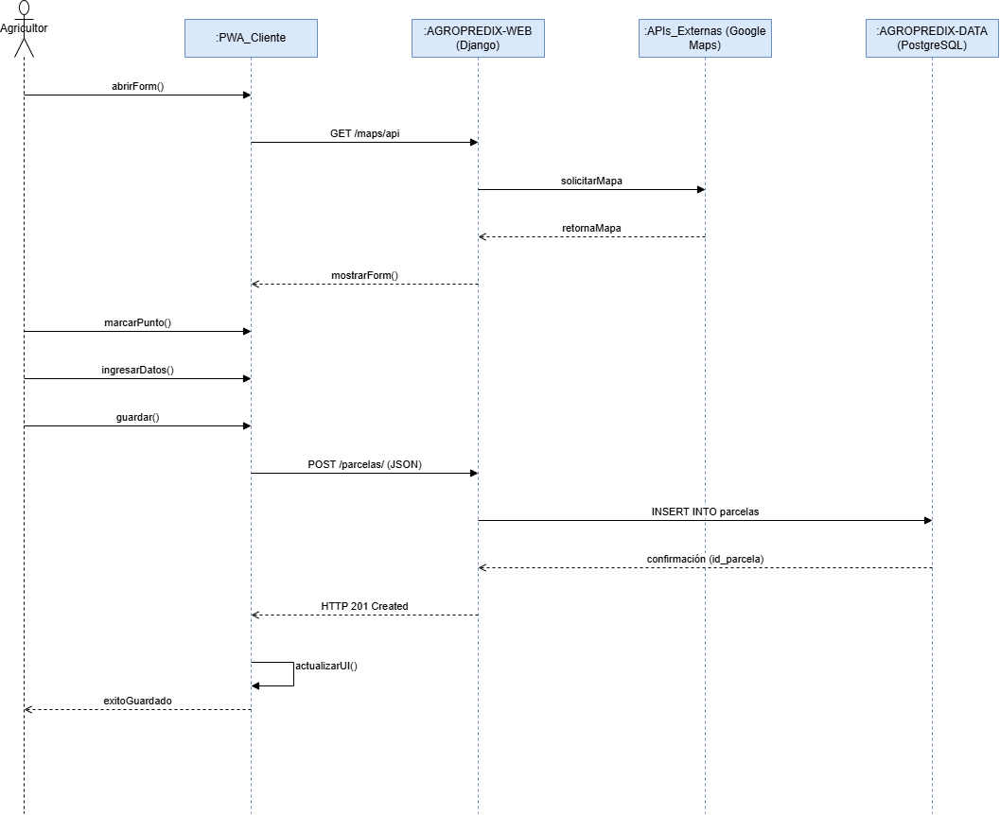 Agricultor
:PWA_Cliente
:AGROPREDIX-WEB
(Django)
:APIs_Externas (Google
Maps)
:AGROPREDIX-DATA
(PostgreSQL)
abrirForm()
GET /maps/api
solicitarMapa
retornaMapa
mostrarForm()
marcarPunto()
ingresarDatos()
guardar()
POST /parcelas/ (JSON)
INSERT INTO parcelas
confirmación (id_parcela)
HTTP 201 Created
actualizarUI()
exitoGuardado